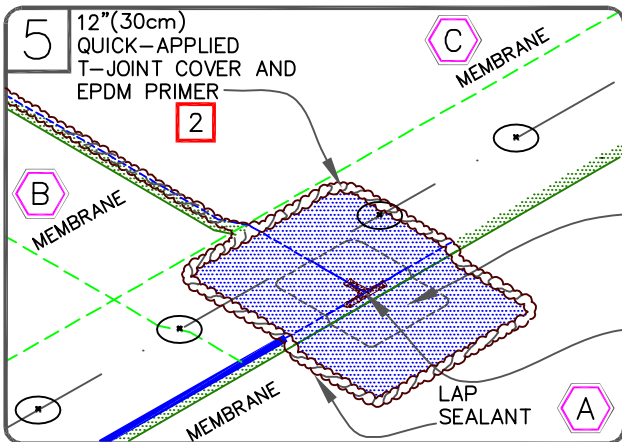 5
12"(30cm)
QUICK-APPLIED
T-JOINT COVER AND
EPDM PRIMER
2
C
MEMBRANE
B
MEMBRANE
MEMBRANE
LAP
SEALANT
A